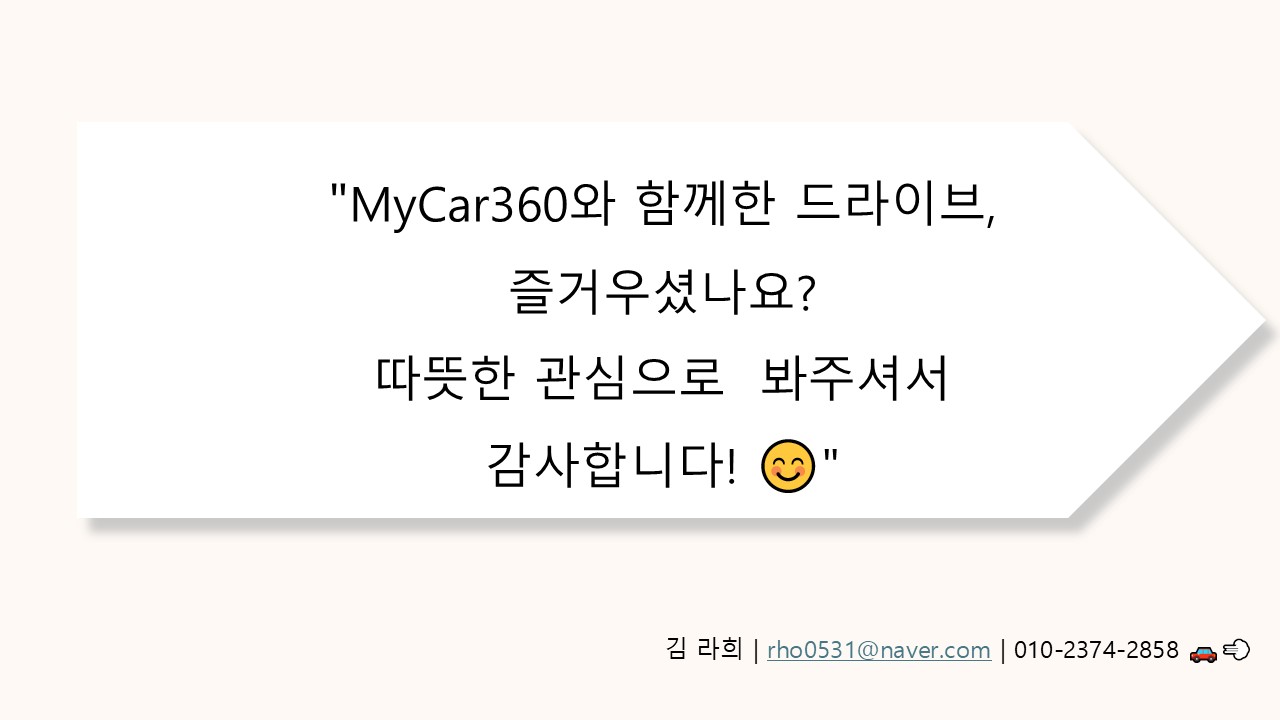 "MyCar360와 함께한 드라이브,
즐거우셨나요?
따뜻한 관심으로  봐주셔서
감사합니다! 😊"
김 라희 | rho0531@naver.com | 010-2374-2858 🚗💨